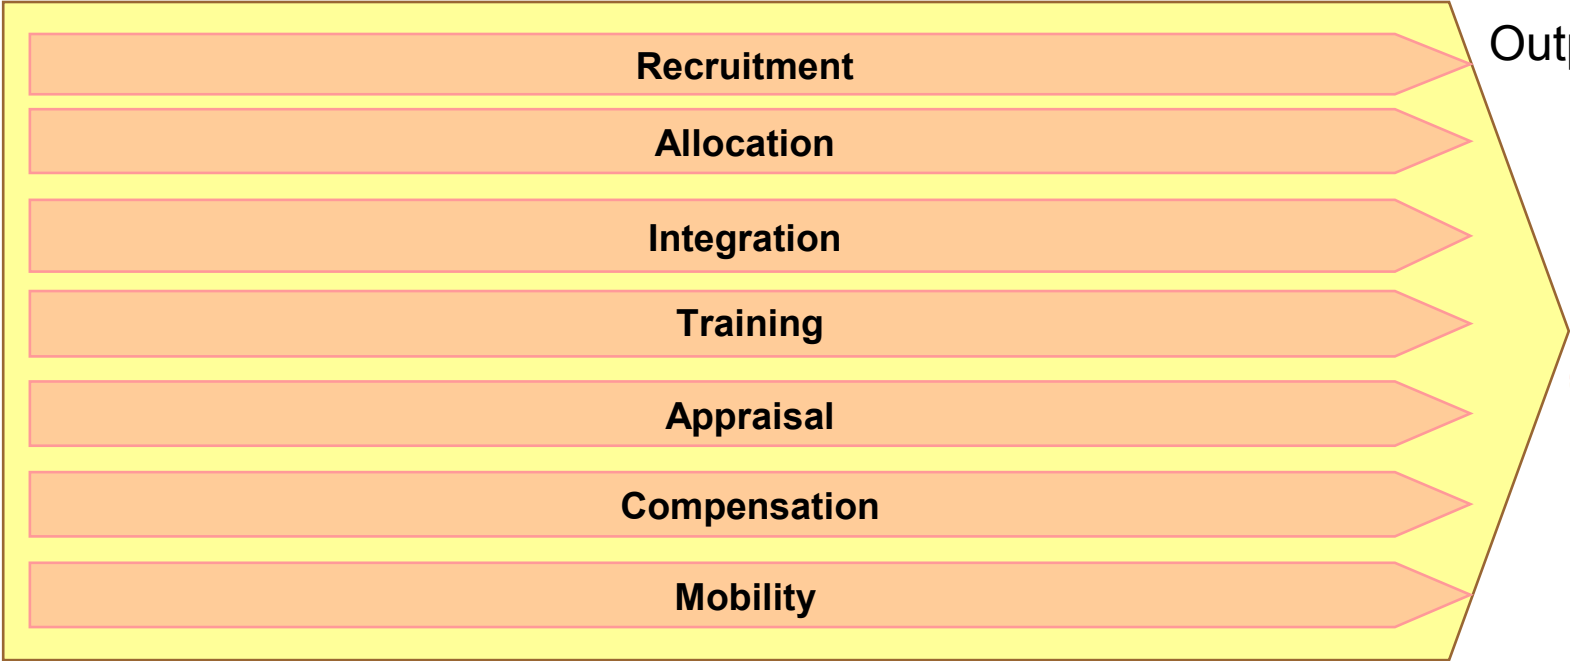 Recruitment
Allocation
Integration
Training
Appraisal
Compensation
Mobility